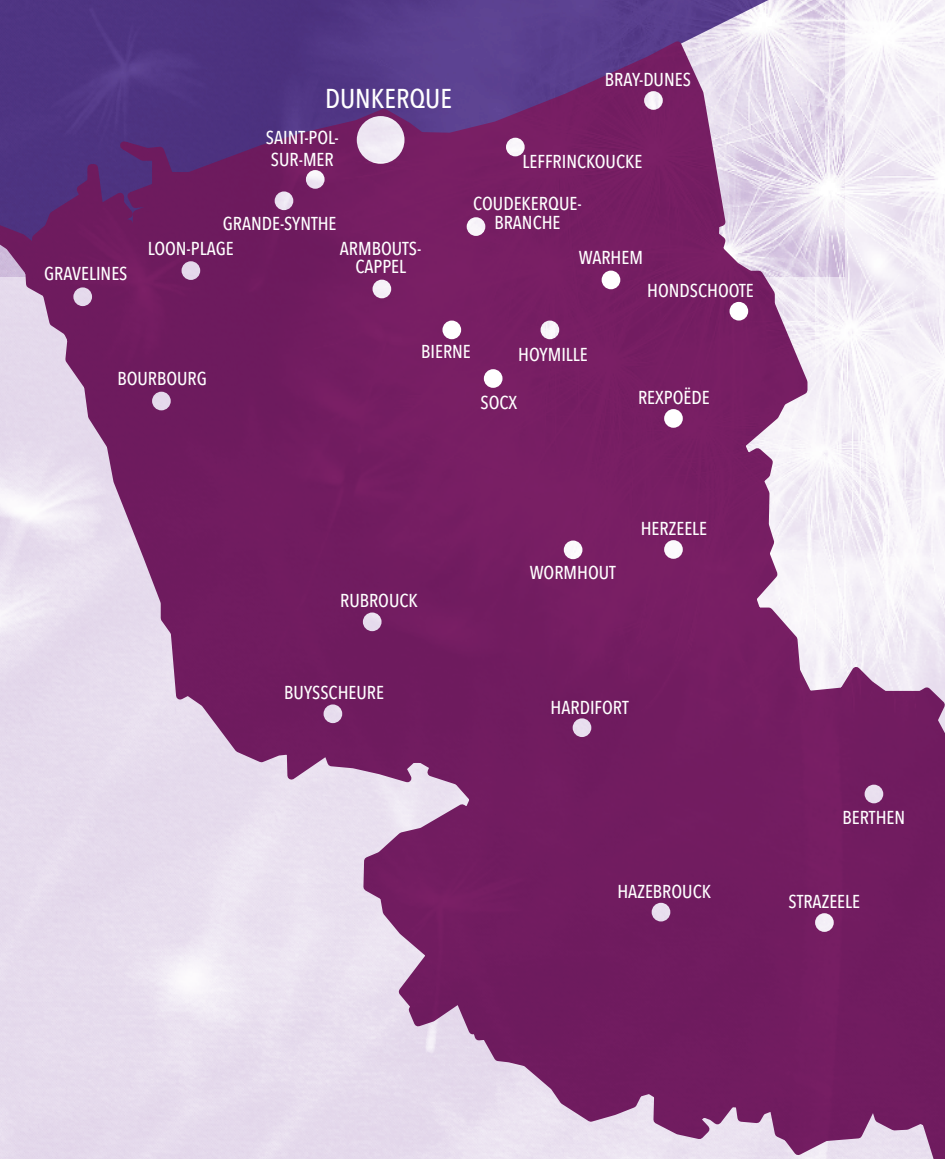 BRAY-DUNES
DUNKERQUE
SAINT-POL-
SUR-MER
LEFFRINCKOUCKE
COUDEKERQUE-
BRANCHE
GRANDE-SYNTHE
LOON-PLAGE
ARMBOUTS-
CAPPEL
WARHEM
GRAVELINES
HONDSCHOOTE
BIERNE
HOYMILLE
BOURBOURG
SOCX
REXPOËDE
HERZEELE
WORMHOUT
RUBROUCK
BUYSSCHEURE
HARDIFORT
BERTHEN
HAZEBROUCK
STRAZEELE